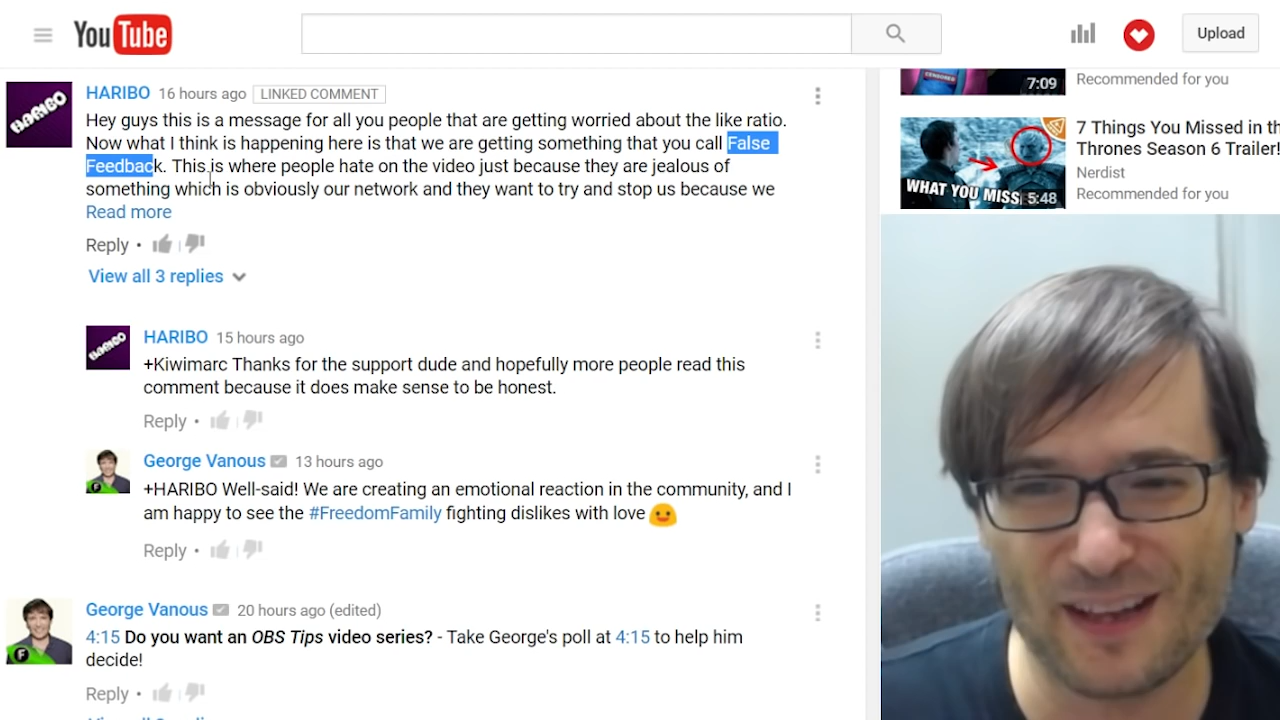 YouTube
Upload
HARIBO 16 hours ago LINKED COMMENT
Hey guys this is a message for all you people that are getting worried about the like ratio.
Now what I think is happening here is that we are getting something that you call False
Feedback. This is where people hate on the video just because they are jealous of
something which is obviously our network and they want to try and stop us because we
Read more
Reply •
View all 3 replies
HARIBO 15 hours ago
+Kiwimarc Thanks for the support dude and hopefully more people read this
comment because it does make sense to be honest.
Reply •
George Vanous 13 hours ago
+HARIBO Well-said! We are creating an emotional reaction in the community, and I
am happy to see the #FreedomFamily fighting dislikes with love
Reply •
George Vanous 20 hours ago (edited)
4:15 Do you want an OBS Tips video series? - Take George's poll at 4:15 to help him
decide!
Reply •
CENSORED
7:09
Recommended for you
WHAT YOU MISS
5:48
7 Things You Missed in th
Thrones Season 6 Trailer!
Nerdist
Recommended for you
HARIBO
HARIBO